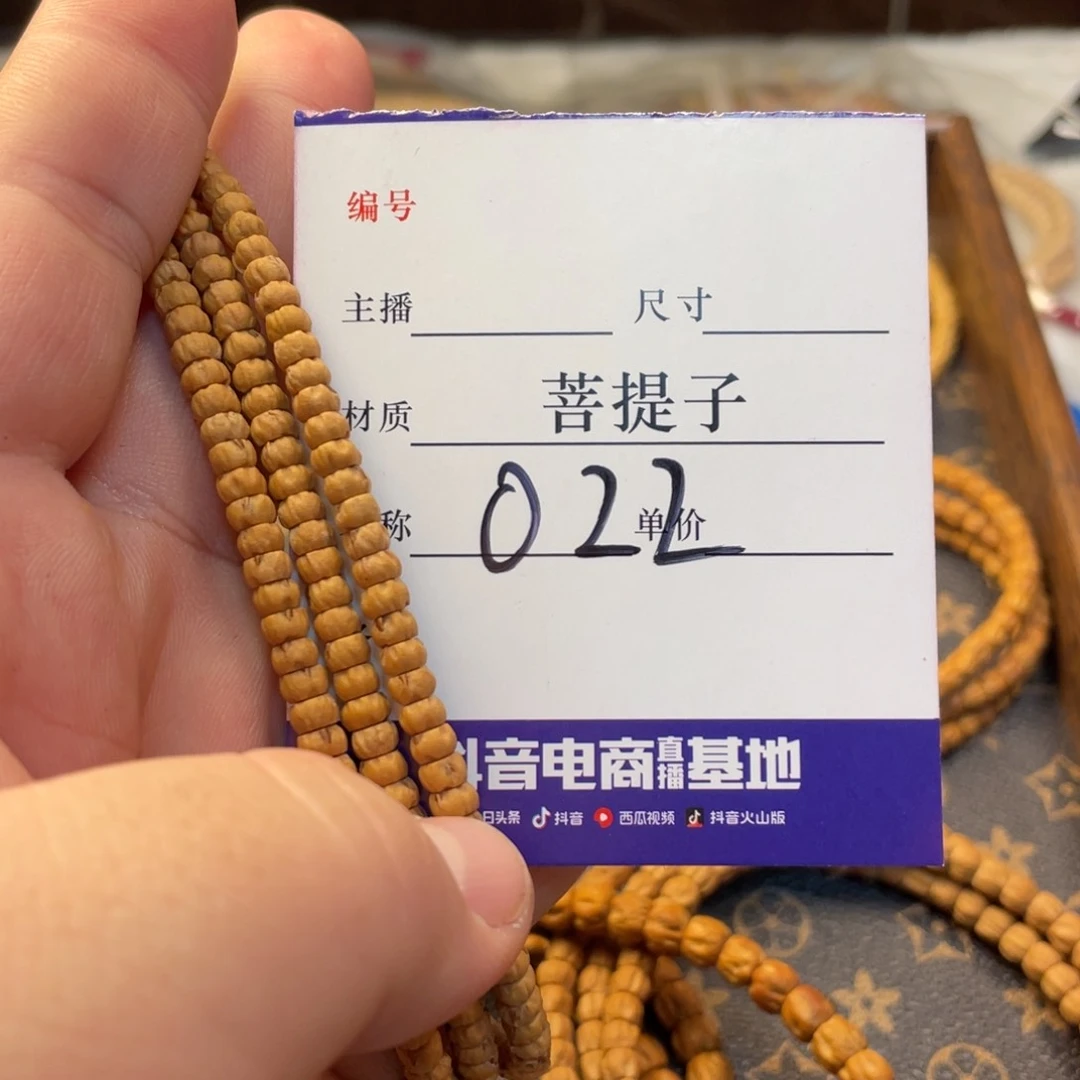 编号
主播 尺寸
材质 菩提子
称 022 单价
音电商直播基地
日头条 抖音 西瓜视频 抖音火山版